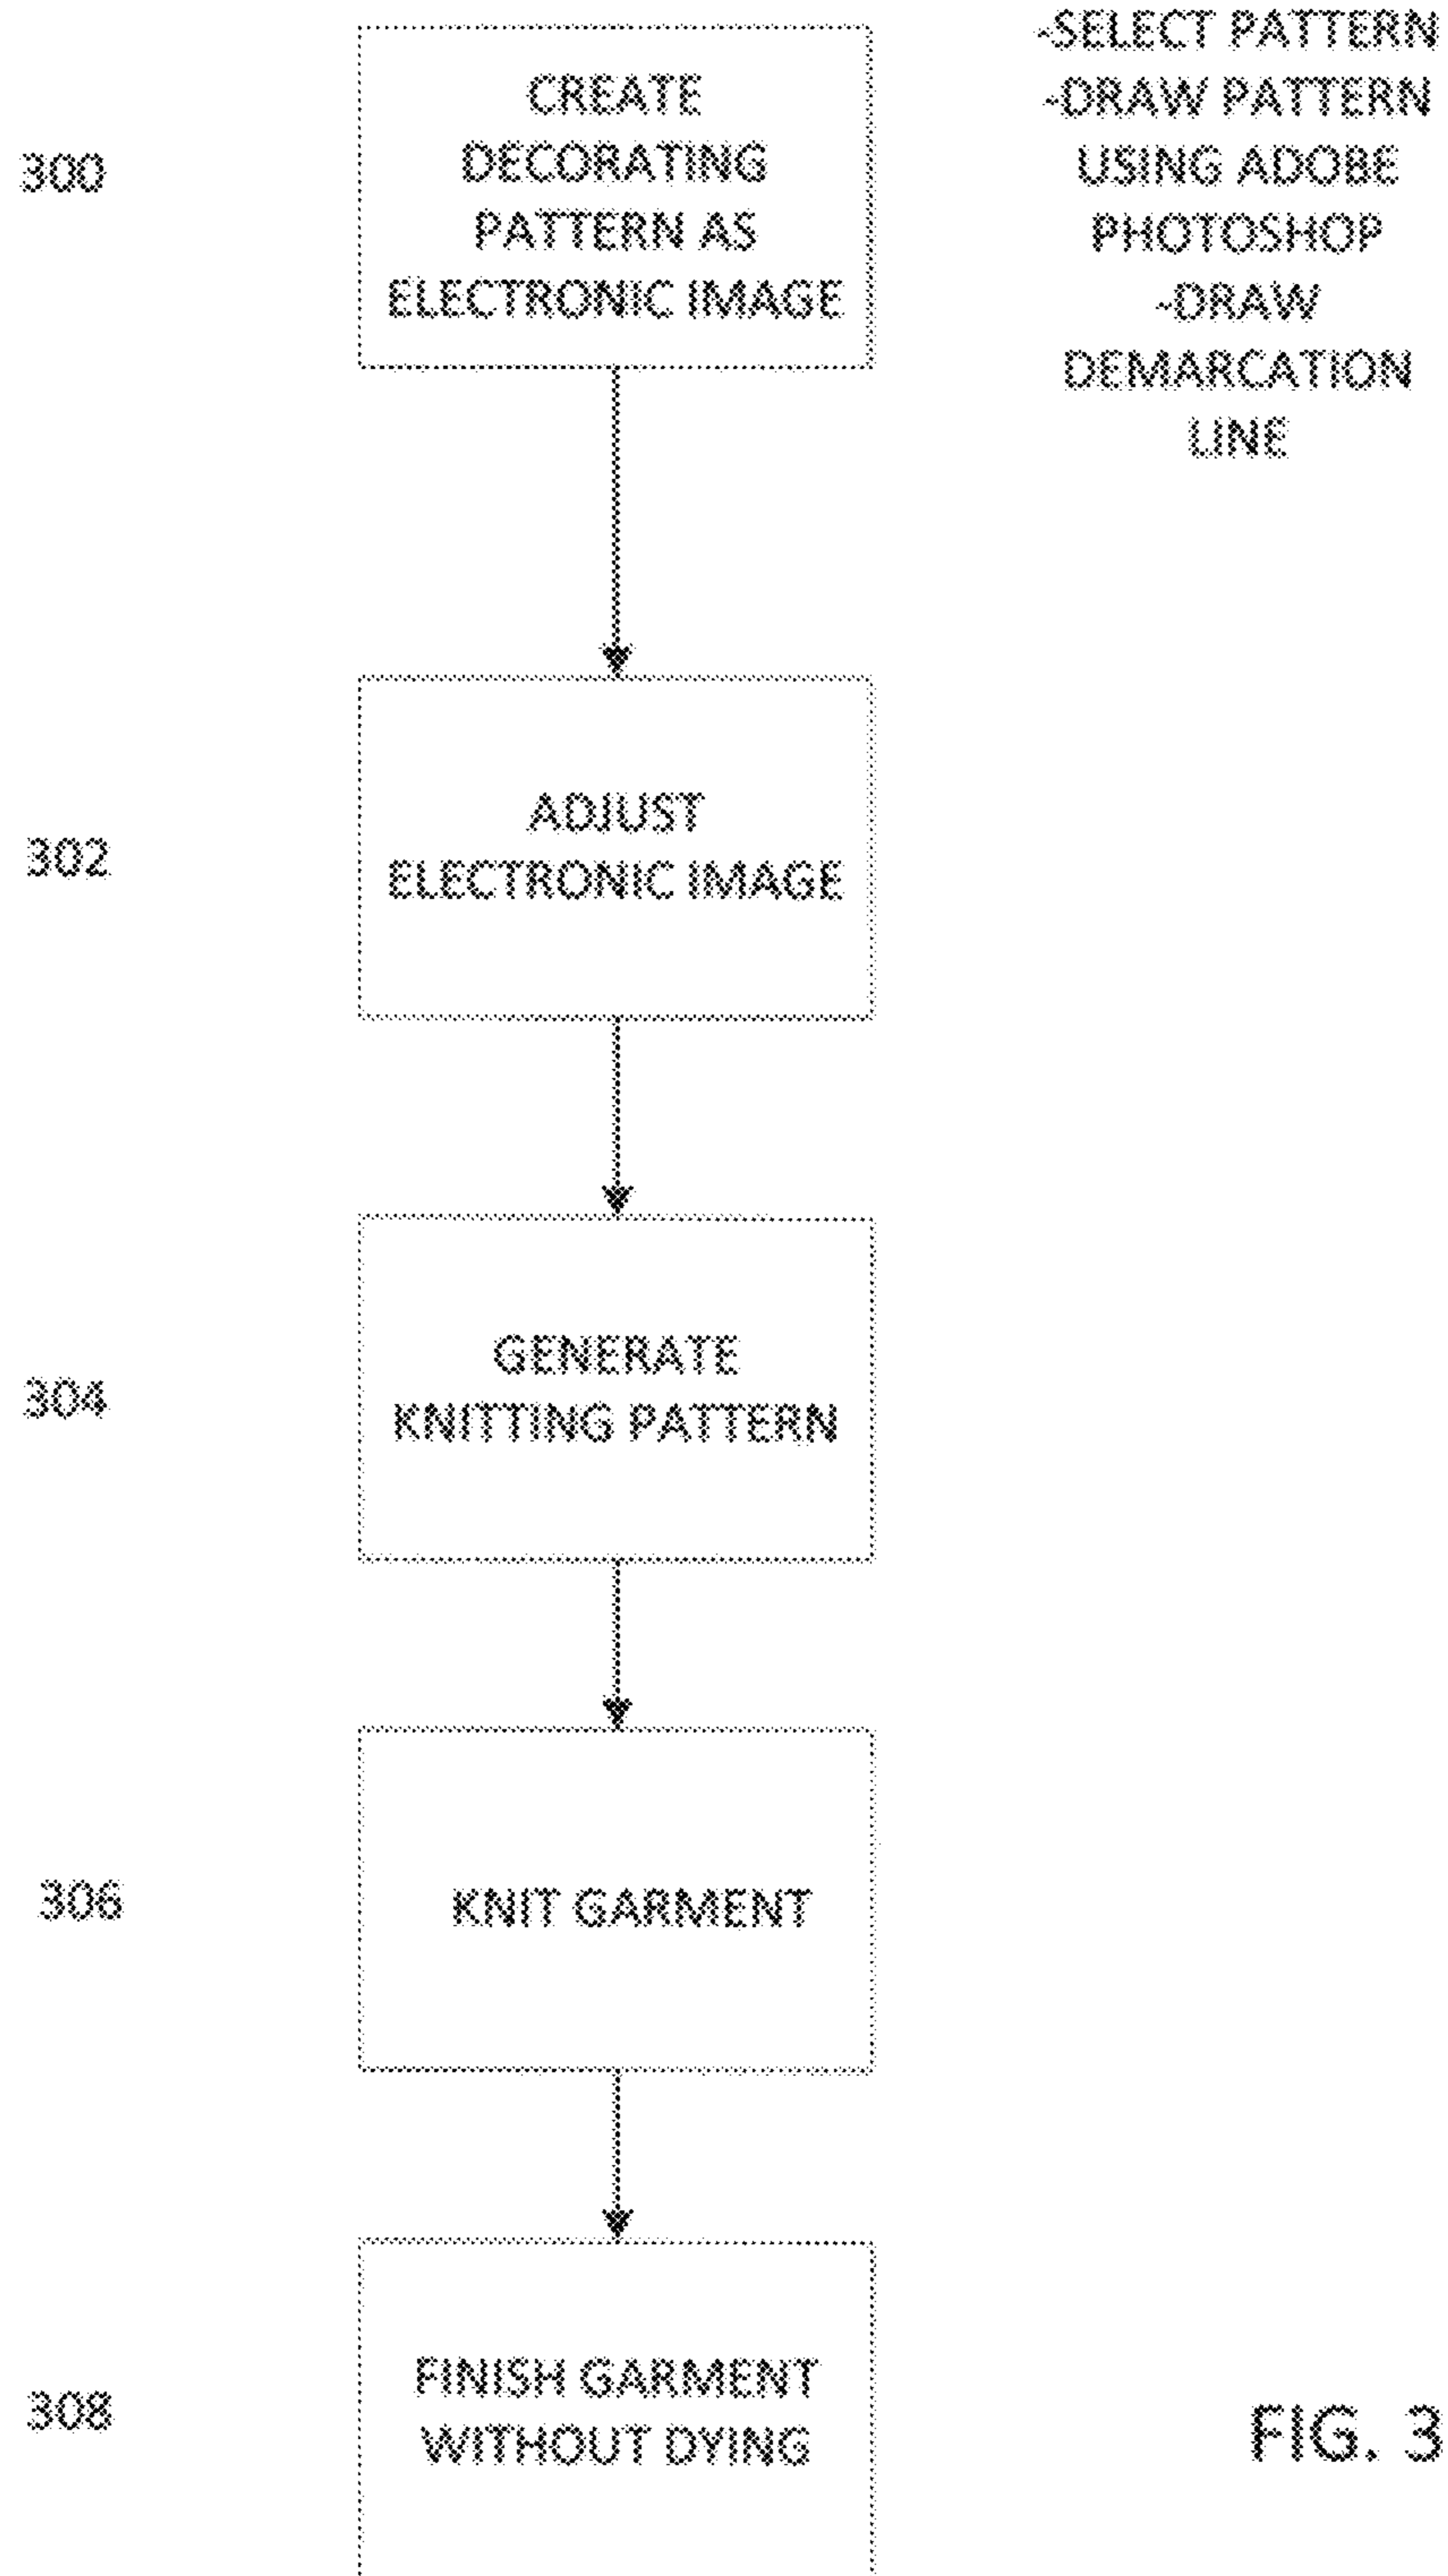 300
CREATE
DECORATING
PATTERN AS
ELECTRONIC IMAGE
-SELECT PATTERN
-DRAW PATTERN
USING ADOBE
PHOTOSHOP
-DRAW
DEMARCATION
LINE
302
ADJUST
ELECTRONIC IMAGE
304
GENERATE
KNITTING PATTERN
306
KNIT GARMENT
308
FINISH GARMENT
WITHOUT DYING
FIG. 3